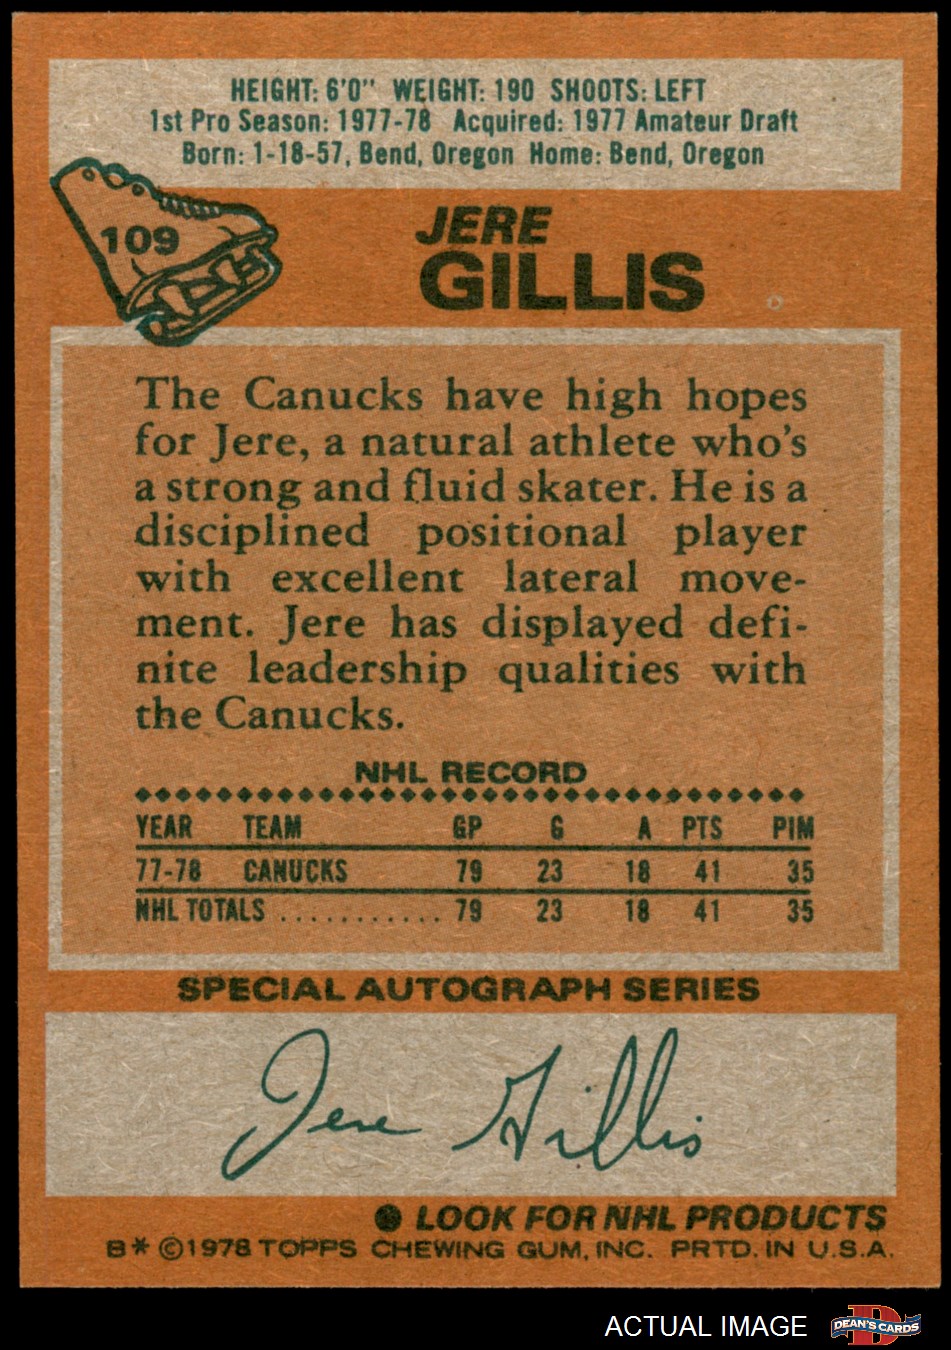 HEIGHT: 6'0" WEIGHT: 190 SHOOTS: LEFT
1st Pro Season: 1977-78 Acquired: 1977 Amateur Draft
Born: 1-18-57, Bend, Oregon Home: Bend, Oregon
109
JERE
GILLIS
The Canucks have high hopes
for Jere, a natural athlete who's
a strong and fluid skater. He is a
disciplined positional player
with excellent lateral move-
ment. Jere has displayed defi-
nite leadership qualities with
the Canucks.
NHL RECORD
YEAR TEAM GP G A PTS PIM
77-78 CANUCKS 79 23 18 41 35
NHL TOTALS ........... 79 23 18 41 35
SPECIAL AUTOGRAPH SERIES
Jere Gillis
● LOOK FOR NHL PRODUCTS
B* ©1978 TOPPS CHEWING GUM, INC. PRTD. IN U.S.A.
ACTUAL IMAGE D DEAN'S CARDS